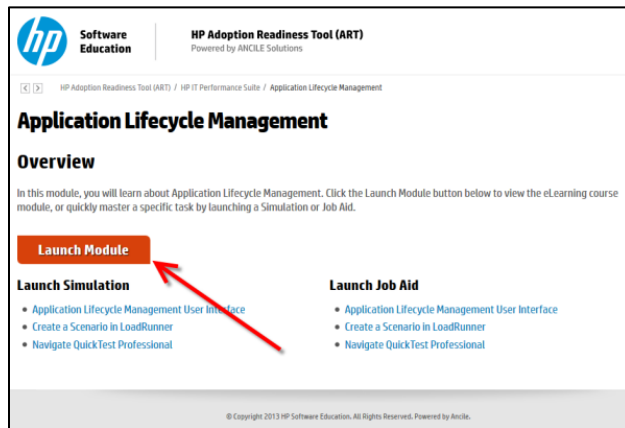 hp
Software
Education
HP Adoption Readiness Tool (ART)
Powered by ANCILE Solutions
HP Adoption Readiness Tool (ART) / HP IT Performance Suite / Application Lifecycle Management
Application Lifecycle Management
Overview
In this module, you will learn about Application Lifecycle Management. Click the Launch Module button below to view the eLearning course
module, or quickly master a specific task by launching a Simulation or Job Aid.
Launch Module
Launch Simulation
• Application Lifecycle Management User Interface
• Create a Scenario in LoadRunner
• Navigate QuickTest Professional
Launch Job Aid
• Application Lifecycle Management User Interface
• Create a Scenario in LoadRunner
• Navigate QuickTest Professional
© Copyright 2013 HP Software Education. All Rights Reserved. Powered by Ancile.